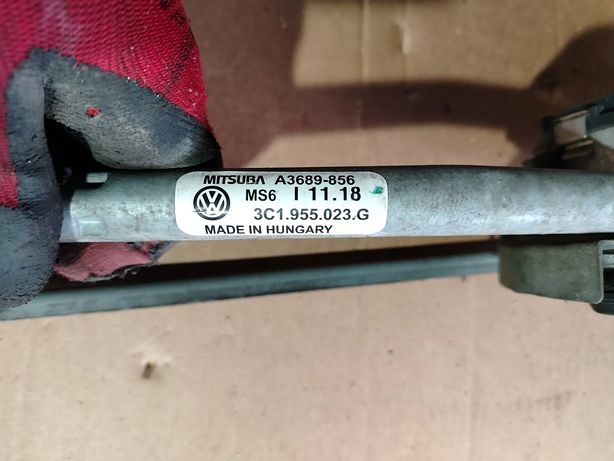 MITSUBA A3689-856
MS6 I 11.18
3C1.955.023.G
MADE IN HUNGARY